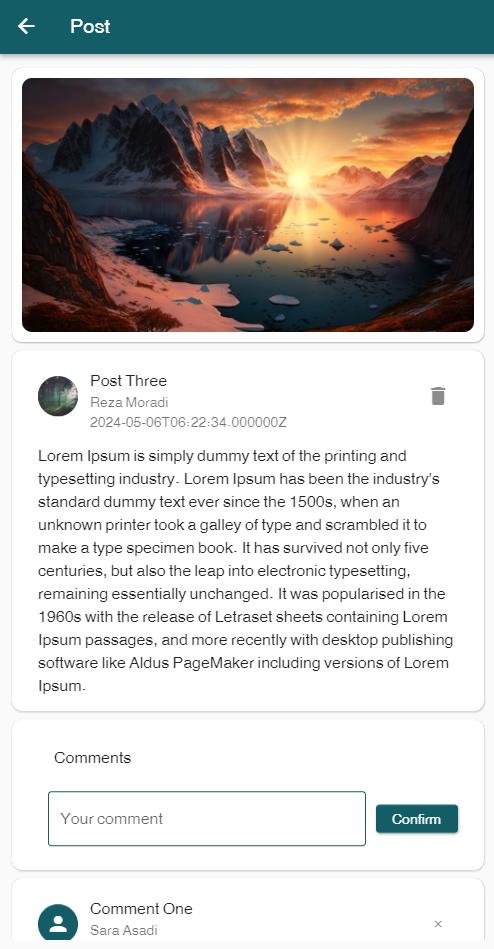 Post
Post Three
Reza Moradi
2024-05-06T06:22:34.000000Z
Lorem Ipsum is simply dummy text of the printing and
typesetting industry. Lorem Ipsum has been the industry's
standard dummy text ever since the 1500s, when an
unknown printer took a galley of type and scrambled it to
make a type specimen book. It has survived not only five
centuries, but also the leap into electronic typesetting,
remaining essentially unchanged. It was popularised in the
1960s with the release of Letraset sheets containing Lorem
Ipsum passages, and more recently with desktop publishing
software like Aldus PageMaker including versions of Lorem
Ipsum.
Comments
Your comment
Confirm
Comment One
Sara Asadi